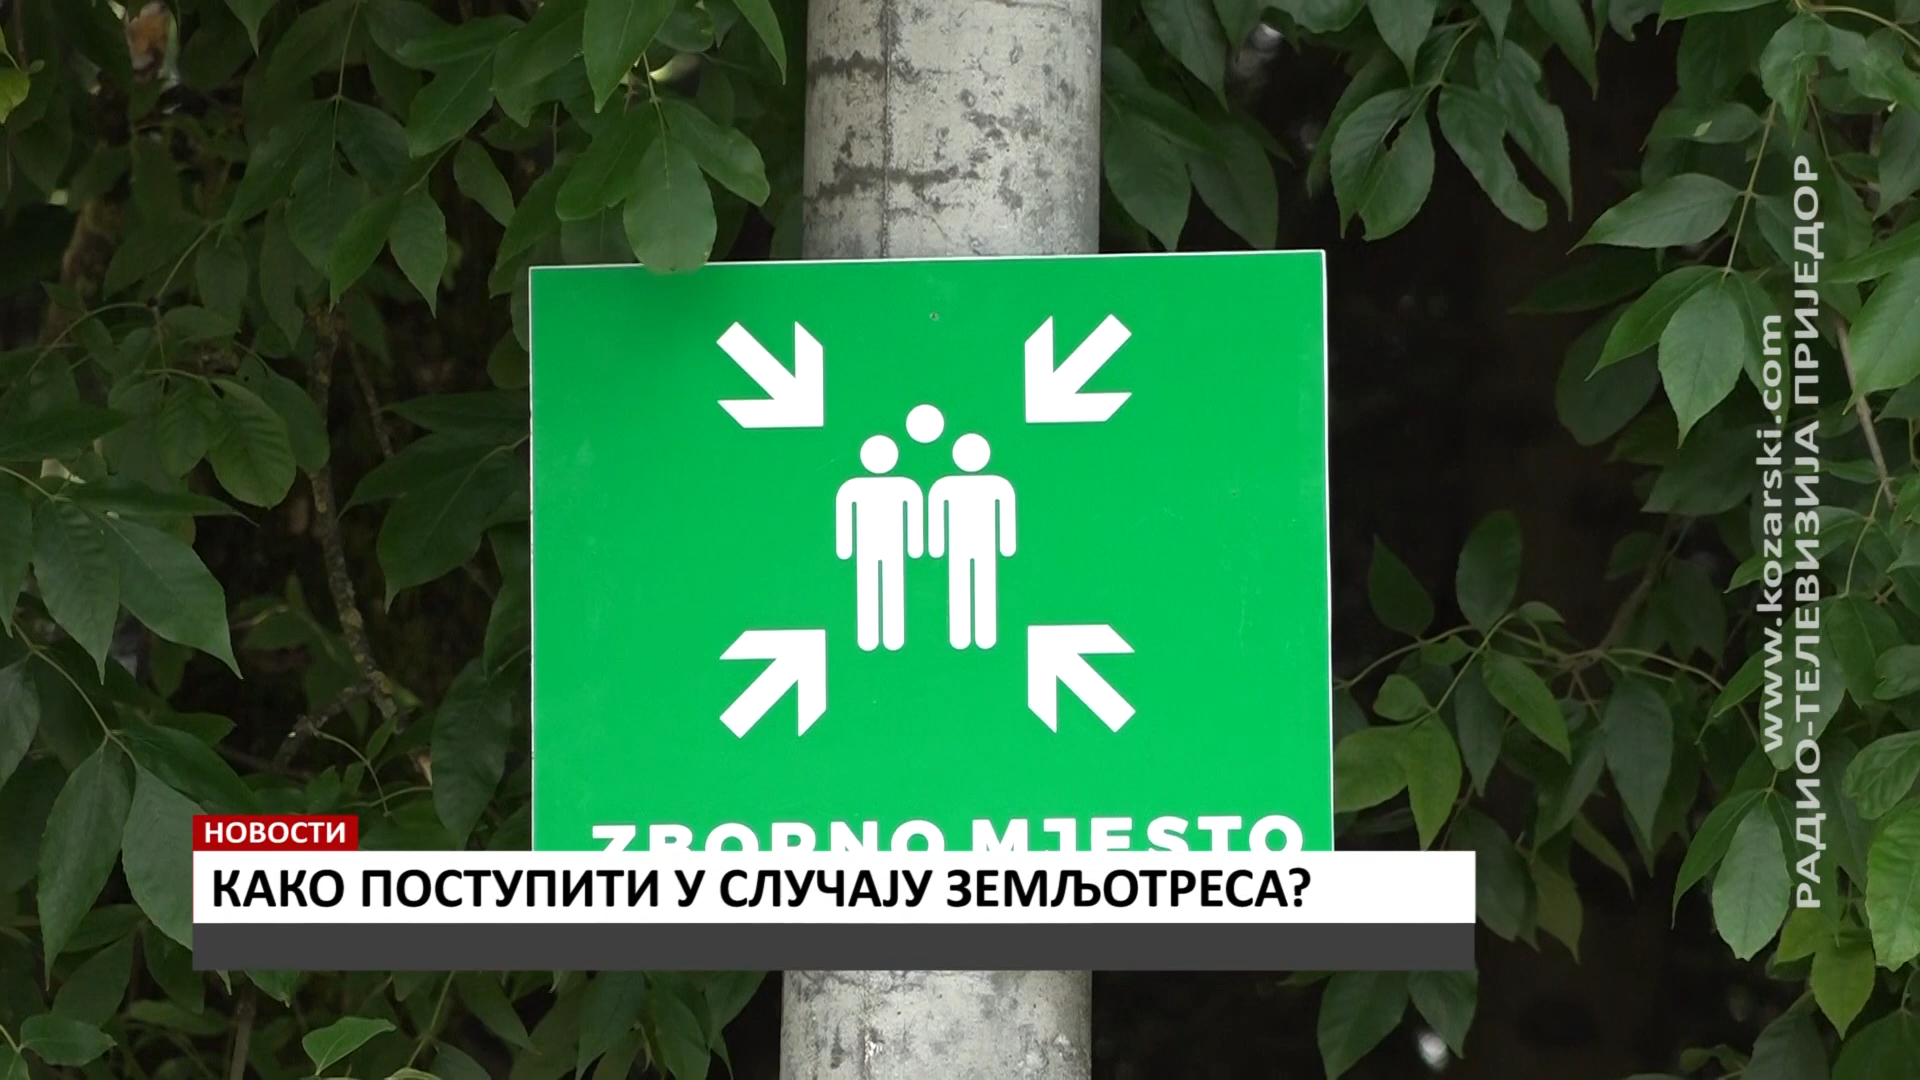 ZBORNO MJESTO
НОВОСТИ
КАКО ПОСТУПИТИ У СЛУЧАЈУ ЗЕМЉОТРЕСА?
www.kozarski.com
РАДИО-ТЕЛЕВИЗИЈА ПРИЈЕДОР